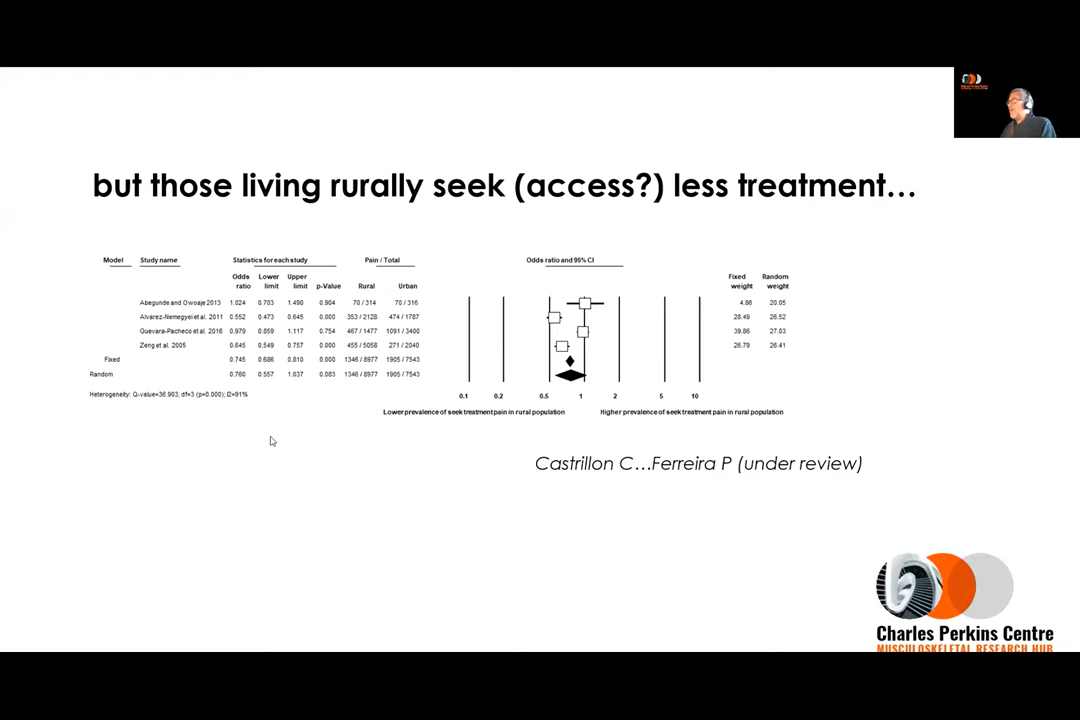 but those living rurally seek (access?) less treatment...
Model Study name Statistics for each study Pain / Total Odds ratio and 95% CI
Odds ratio Lower limit Upper limit p-Value Rural Urban Fixed weight Random weight
Abegunde and Owoaje 2013 1.024 0.703 1.490 0.904 70 / 314 70 / 316 4.86 20.05
Alvarez-Nemegyei et al. 2011 0.552 0.473 0.645 0.000 353 / 2128 474 / 1787 28.49 26.52
Guevara-Pacheco et al. 2016 0.979 0.859 1.117 0.754 467 / 1477 1091 / 3400 39.86 27.03
Zeng et al. 2005 0.645 0.549 0.757 0.000 455 / 5058 271 / 2040 26.79 26.41
Fixed 0.745 0.686 0.810 0.000 1346 / 8977 1905 / 7543
Random 0.760 0.557 1.037 0.083 1346 / 8977 1905 / 7543
Heterogeneity: Q-value=36.903; df=3 (p=0.000); I2=91%
0.1 0.2 0.5 1 2 5 10
Lower prevalence of seek treatment pain in rural population Higher prevalence of seek treatment pain in rural population
Castrillon C...Ferreira P (under review)
Charles Perkins Centre
MUSCULOSKELETAL RESEARCH HUB